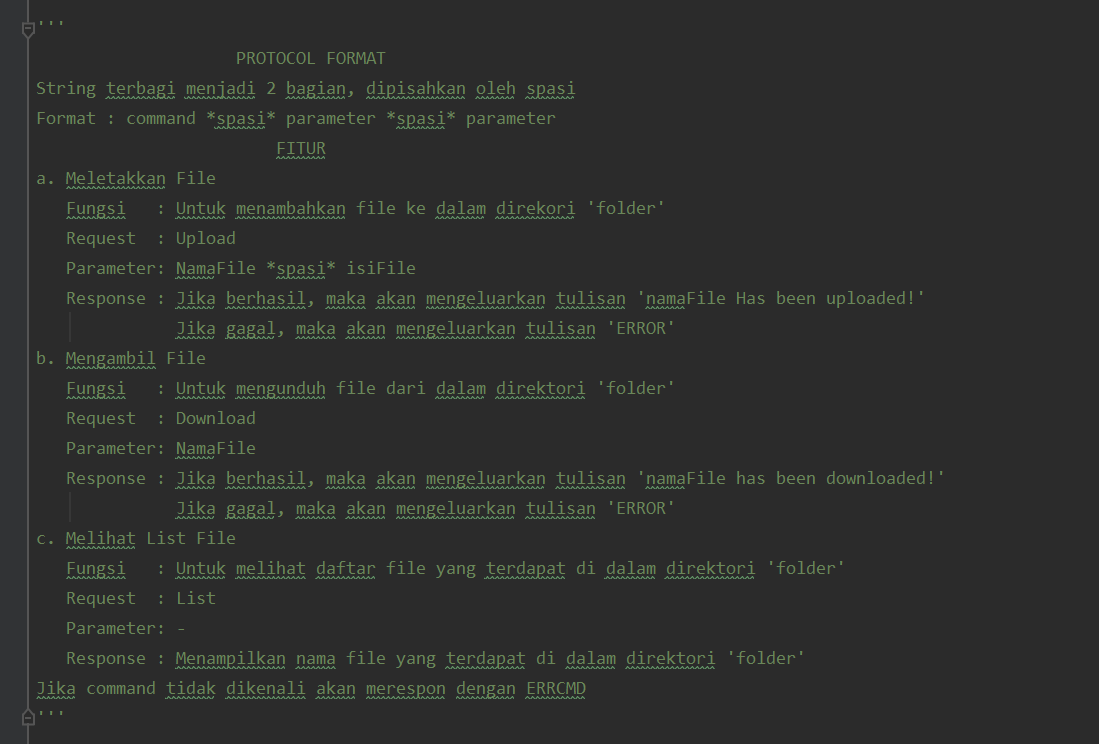 '''
PROTOCOL FORMAT
String terbagi menjadi 2 bagian, dipisahkan oleh spasi
Format : command *spasi* parameter *spasi* parameter
FITUR
a. Meletakkan File
Fungsi   : Untuk menambahkan file ke dalam direkori 'folder'
Request  : Upload
Parameter: NamaFile *spasi* isiFile
Response : Jika berhasil, maka akan mengeluarkan tulisan 'namaFile Has been uploaded!'
Jika gagal, maka akan mengeluarkan tulisan 'ERROR'
b. Mengambil File
Fungsi   : Untuk mengunduh file dari dalam direktori 'folder'
Request  : Download
Parameter: NamaFile
Response : Jika berhasil, maka akan mengeluarkan tulisan 'namaFile has been downloaded!'
Jika gagal, maka akan mengeluarkan tulisan 'ERROR'
c. Melihat List File
Fungsi   : Untuk melihat daftar file yang terdapat di dalam direktori 'folder'
Request  : List
Parameter: -
Response : Menampilkan nama file yang terdapat di dalam direktori 'folder'
Jika command tidak dikenali akan merespon dengan ERRCMD
'''